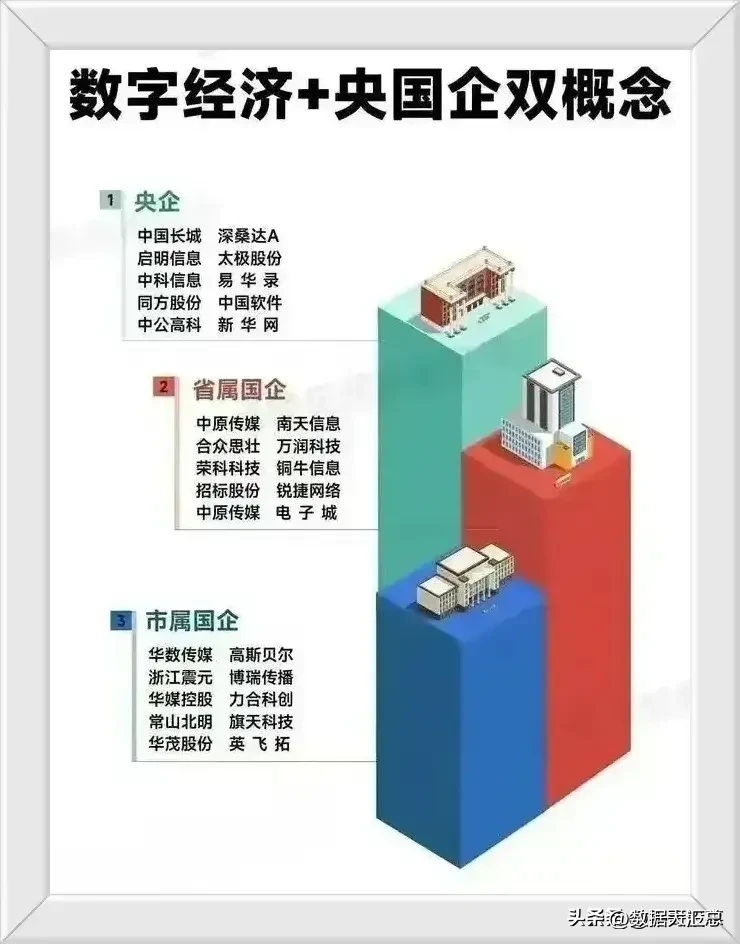 数字经济+央国企双概念
1 央企
中国长城 深桑达A
启明信息 太极股份
中科信息 易华录
同方股份 中国软件
中公高科 新华网
2 省属国企
中原传媒 南天信息
合众思壮 万润科技
荣科科技 铜牛信息
招标股份 锐捷网络
中原传媒 电子城
3 市属国企
华数传媒 高斯贝尔
浙江震元 博瑞传播
华媒控股 力合科创
常山北明 旗天科技
华茂股份 英飞拓
头条